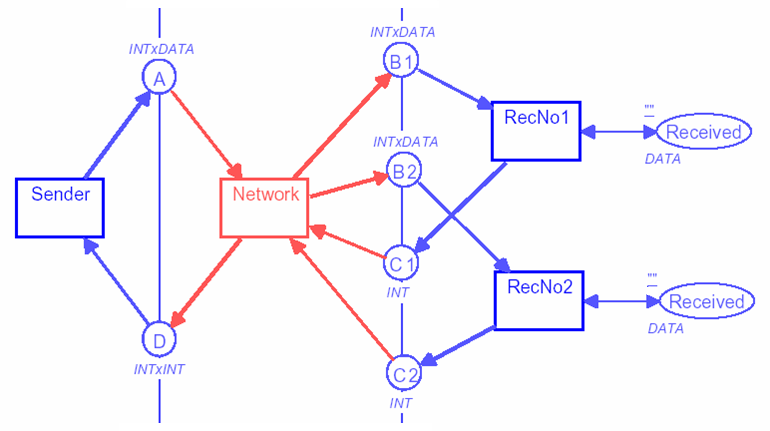 INTxDATA
A
Sender
Network
D
INTxINT
INTxDATA
B1
INTxDATA
B2
C1
INT
C2
INT
RecNo1
""
Received
DATA
RecNo2
""
Received
DATA